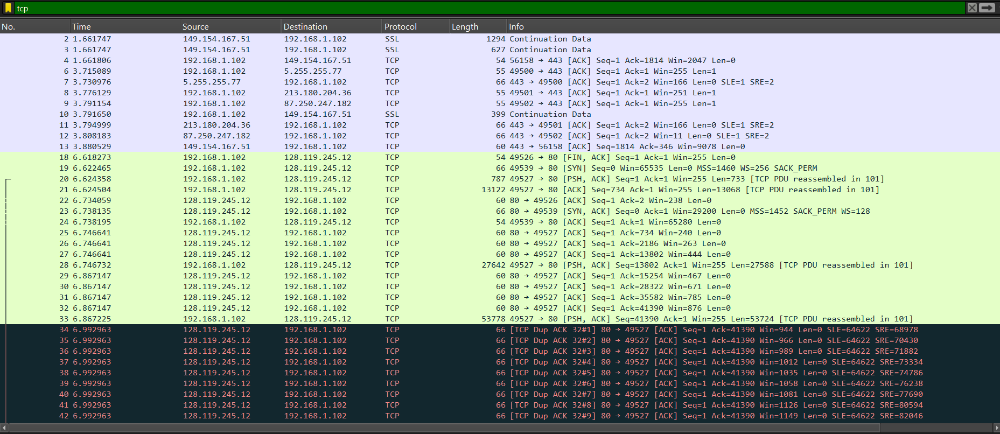 tcp
No. Time Source Destination Protocol Length Info
2 1.661747 149.154.167.51 192.168.1.102 SSL 1294 Continuation Data
3 1.661747 149.154.167.51 192.168.1.102 SSL 627 Continuation Data
4 1.661806 192.168.1.102 149.154.167.51 TCP 54 56158 → 443 [ACK] Seq=1 Ack=1814 Win=2047 Len=0
6 3.715089 192.168.1.102 5.255.255.77 TCP 55 49500 → 443 [ACK] Seq=1 Ack=1 Win=255 Len=1
7 3.730976 5.255.255.77 192.168.1.102 TCP 66 443 → 49500 [ACK] Seq=1 Ack=2 Win=166 Len=0 SLE=1 SRE=2
8 3.776129 192.168.1.102 213.180.204.36 TCP 55 49501 → 443 [ACK] Seq=1 Ack=1 Win=251 Len=1
9 3.791154 192.168.1.102 87.250.247.182 TCP 55 49502 → 443 [ACK] Seq=1 Ack=1 Win=255 Len=1
10 3.791650 192.168.1.102 149.154.167.51 SSL 399 Continuation Data
11 3.794999 213.180.204.36 192.168.1.102 TCP 66 443 → 49501 [ACK] Seq=1 Ack=2 Win=166 Len=0 SLE=1 SRE=2
12 3.808183 87.250.247.182 192.168.1.102 TCP 66 443 → 49502 [ACK] Seq=1 Ack=2 Win=11 Len=0 SLE=1 SRE=2
13 3.880529 149.154.167.51 192.168.1.102 TCP 60 443 → 56158 [ACK] Seq=1814 Ack=346 Win=9078 Len=0
18 6.618273 192.168.1.102 128.119.245.12 TCP 54 49526 → 80 [FIN, ACK] Seq=1 Ack=1 Win=255 Len=0
19 6.622465 192.168.1.102 128.119.245.12 TCP 66 49539 → 80 [SYN] Seq=0 Win=65535 Len=0 MSS=1460 WS=256 SACK_PERM
20 6.624358 192.168.1.102 128.119.245.12 TCP 787 49527 → 80 [PSH, ACK] Seq=1 Ack=1 Win=255 Len=733 [TCP PDU reassembled in 101]
21 6.624504 192.168.1.102 128.119.245.12 TCP 13122 49527 → 80 [ACK] Seq=734 Ack=1 Win=255 Len=13068 [TCP PDU reassembled in 101]
22 6.734059 128.119.245.12 192.168.1.102 TCP 60 80 → 49526 [ACK] Seq=1 Ack=2 Win=238 Len=0
23 6.738135 128.119.245.12 192.168.1.102 TCP 66 80 → 49539 [SYN, ACK] Seq=0 Ack=1 Win=29200 Len=0 MSS=1452 SACK_PERM WS=128
24 6.738195 192.168.1.102 128.119.245.12 TCP 54 49539 → 80 [ACK] Seq=1 Ack=1 Win=65280 Len=0
25 6.746641 128.119.245.12 192.168.1.102 TCP 60 80 → 49527 [ACK] Seq=1 Ack=734 Win=240 Len=0
26 6.746641 128.119.245.12 192.168.1.102 TCP 60 80 → 49527 [ACK] Seq=1 Ack=2186 Win=263 Len=0
27 6.746641 128.119.245.12 192.168.1.102 TCP 60 80 → 49527 [ACK] Seq=1 Ack=13802 Win=444 Len=0
28 6.746732 192.168.1.102 128.119.245.12 TCP 27642 49527 → 80 [PSH, ACK] Seq=13802 Ack=1 Win=255 Len=27588 [TCP PDU reassembled in 101]
29 6.867147 128.119.245.12 192.168.1.102 TCP 60 80 → 49527 [ACK] Seq=1 Ack=15254 Win=467 Len=0
30 6.867147 128.119.245.12 192.168.1.102 TCP 60 80 → 49527 [ACK] Seq=1 Ack=28322 Win=671 Len=0
31 6.867147 128.119.245.12 192.168.1.102 TCP 60 80 → 49527 [ACK] Seq=1 Ack=35582 Win=785 Len=0
32 6.867147 128.119.245.12 192.168.1.102 TCP 60 80 → 49527 [ACK] Seq=1 Ack=41390 Win=876 Len=0
33 6.867225 192.168.1.102 128.119.245.12 TCP 53778 49527 → 80 [PSH, ACK] Seq=41390 Ack=1 Win=255 Len=53724 [TCP PDU reassembled in 101]
34 6.992963 128.119.245.12 192.168.1.102 TCP 66 [TCP Dup ACK 32#1] 80 → 49527 [ACK] Seq=1 Ack=41390 Win=944 Len=0 SLE=64622 SRE=68978
35 6.992963 128.119.245.12 192.168.1.102 TCP 66 [TCP Dup ACK 32#2] 80 → 49527 [ACK] Seq=1 Ack=41390 Win=966 Len=0 SLE=64622 SRE=70430
36 6.992963 128.119.245.12 192.168.1.102 TCP 66 [TCP Dup ACK 32#3] 80 → 49527 [ACK] Seq=1 Ack=41390 Win=989 Len=0 SLE=64622 SRE=71882
37 6.992963 128.119.245.12 192.168.1.102 TCP 66 [TCP Dup ACK 32#4] 80 → 49527 [ACK] Seq=1 Ack=41390 Win=1012 Len=0 SLE=64622 SRE=73334
38 6.992963 128.119.245.12 192.168.1.102 TCP 66 [TCP Dup ACK 32#5] 80 → 49527 [ACK] Seq=1 Ack=41390 Win=1035 Len=0 SLE=64622 SRE=74786
39 6.992963 128.119.245.12 192.168.1.102 TCP 66 [TCP Dup ACK 32#6] 80 → 49527 [ACK] Seq=1 Ack=41390 Win=1058 Len=0 SLE=64622 SRE=76238
40 6.992963 128.119.245.12 192.168.1.102 TCP 66 [TCP Dup ACK 32#7] 80 → 49527 [ACK] Seq=1 Ack=41390 Win=1081 Len=0 SLE=64622 SRE=77690
41 6.992963 128.119.245.12 192.168.1.102 TCP 66 [TCP Dup ACK 32#8] 80 → 49527 [ACK] Seq=1 Ack=41390 Win=1126 Len=0 SLE=64622 SRE=80594
42 6.992963 128.119.245.12 192.168.1.102 TCP 66 [TCP Dup ACK 32#9] 80 → 49527 [ACK] Seq=1 Ack=41390 Win=1149 Len=0 SLE=64622 SRE=82046